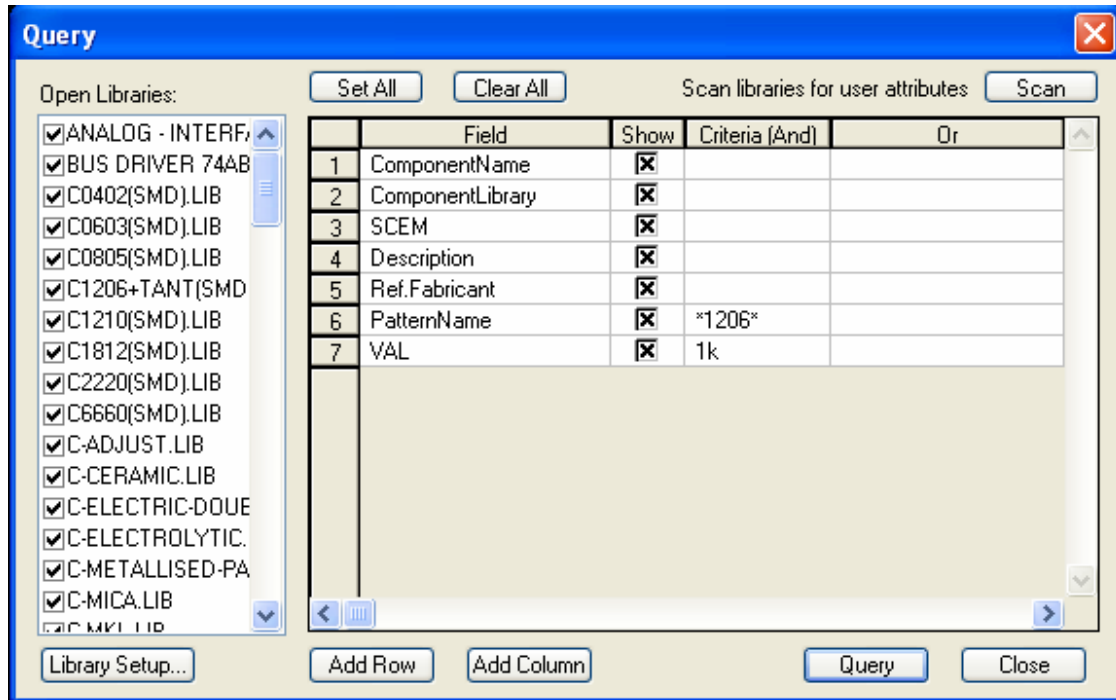 Query
Open Libraries:
Set All Clear All Scan libraries for user attributes Scan
ANALOG - INTERF
BUS DRIVER 74AB
C0402(SMD).LIB
C0603(SMD).LIB
C0805(SMD).LIB
C1206+TANT(SMD
C1210(SMD).LIB
C1812(SMD).LIB
C2220(SMD).LIB
C6660(SMD).LIB
C-ADJUST.LIB
C-CERAMIC.LIB
C-ELECTRIC-DOUE
C-ELECTROLYTIC.
C-METALLISED-PA
C-MICA.LIB
C-MKL.LIB
Field Show Criteria (And) Or
1 ComponentName
2 ComponentLibrary
3 SCEM
4 Description
5 Ref.Fabricant
6 PatternName *1206*
7 VAL 1k
Library Setup... Add Row Add Column Query Close